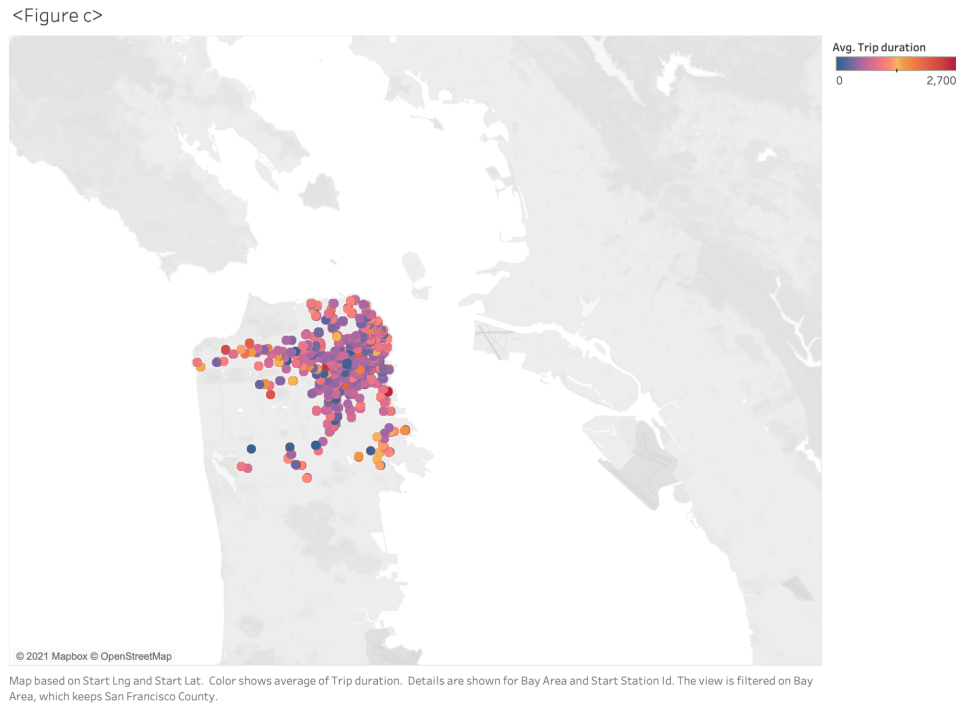 <Figure c>
Avg. Trip duration
0 2,700
© 2021 Mapbox © OpenStreetMap
Map based on Start Lng and Start Lat. Color shows average of Trip duration. Details are shown for Bay Area and Start Station Id. The view is filtered on Bay
Area, which keeps San Francisco County.